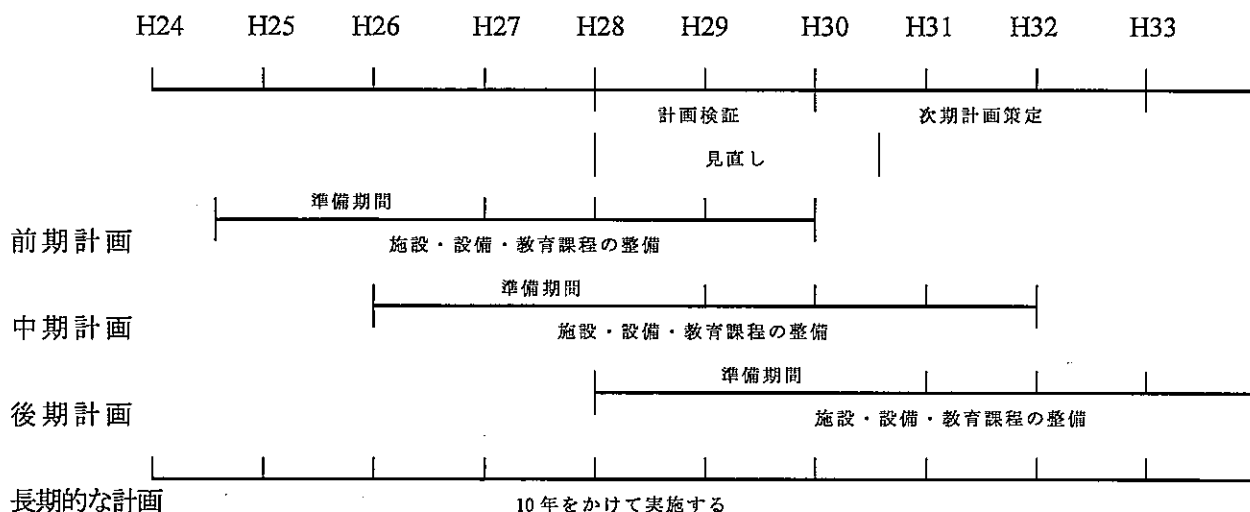 H24 H25 H26 H27 H28 H29 H30 H31 H32 H33
計画検証 次期計画策定
見直し
準備期間
前期計画 施設・設備・教育課程の整備
準備期間
中期計画 施設・設備・教育課程の整備
準備期間
後期計画 施設・設備・教育課程の整備
長期的な計画 10年をかけて実施する